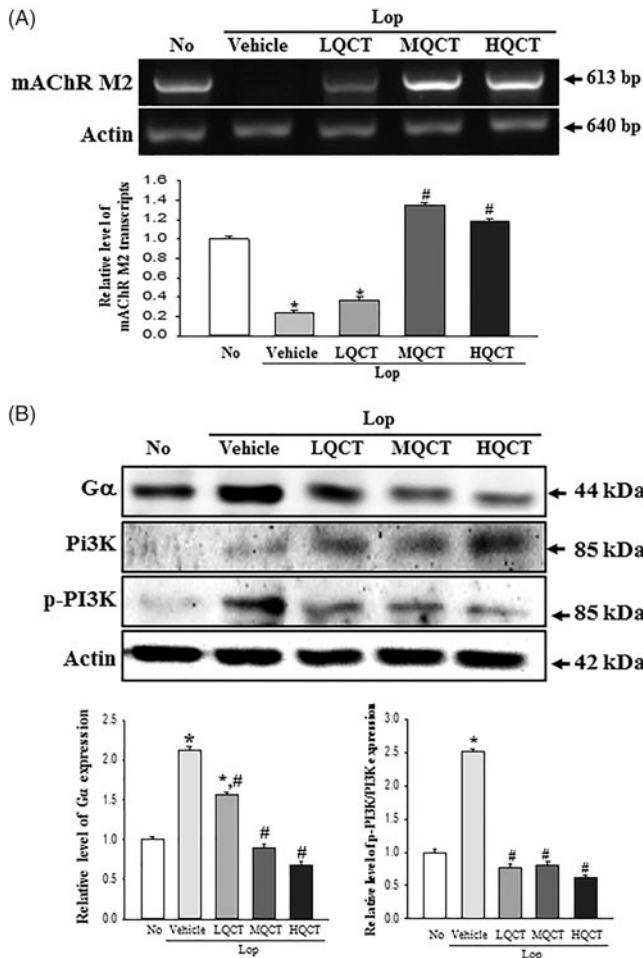 (A)
Lop
No Vehicle LQCT MQCT HQCT
mAChR M2 613 bp
Actin 640 bp
Relative level of
mAChR M2 transcripts
1.6
1.4
1.2
1.0
0.8
0.6
0.4
0.2
0.0
* * # #
No Vehicle LQCT MQCT HQCT
Lop
(B)
Lop
No Vehicle LQCT MQCT HQCT
Gα 44 kDa
Pi3K 85 kDa
p-PI3K 85 kDa
Actin 42 kDa
Relative level of Gα expression
2.5
2.0
1.5
1.0
0.5
0.0
* *,# # #
No Vehicle LQCT MQCT HQCT
Lop
Relative level of p-PI3K/PI3K expression
3.0
2.5
2.0
1.5
1.0
0.5
0.0
* # # #
No Vehicle LQCT MQCT HQCT
Lop